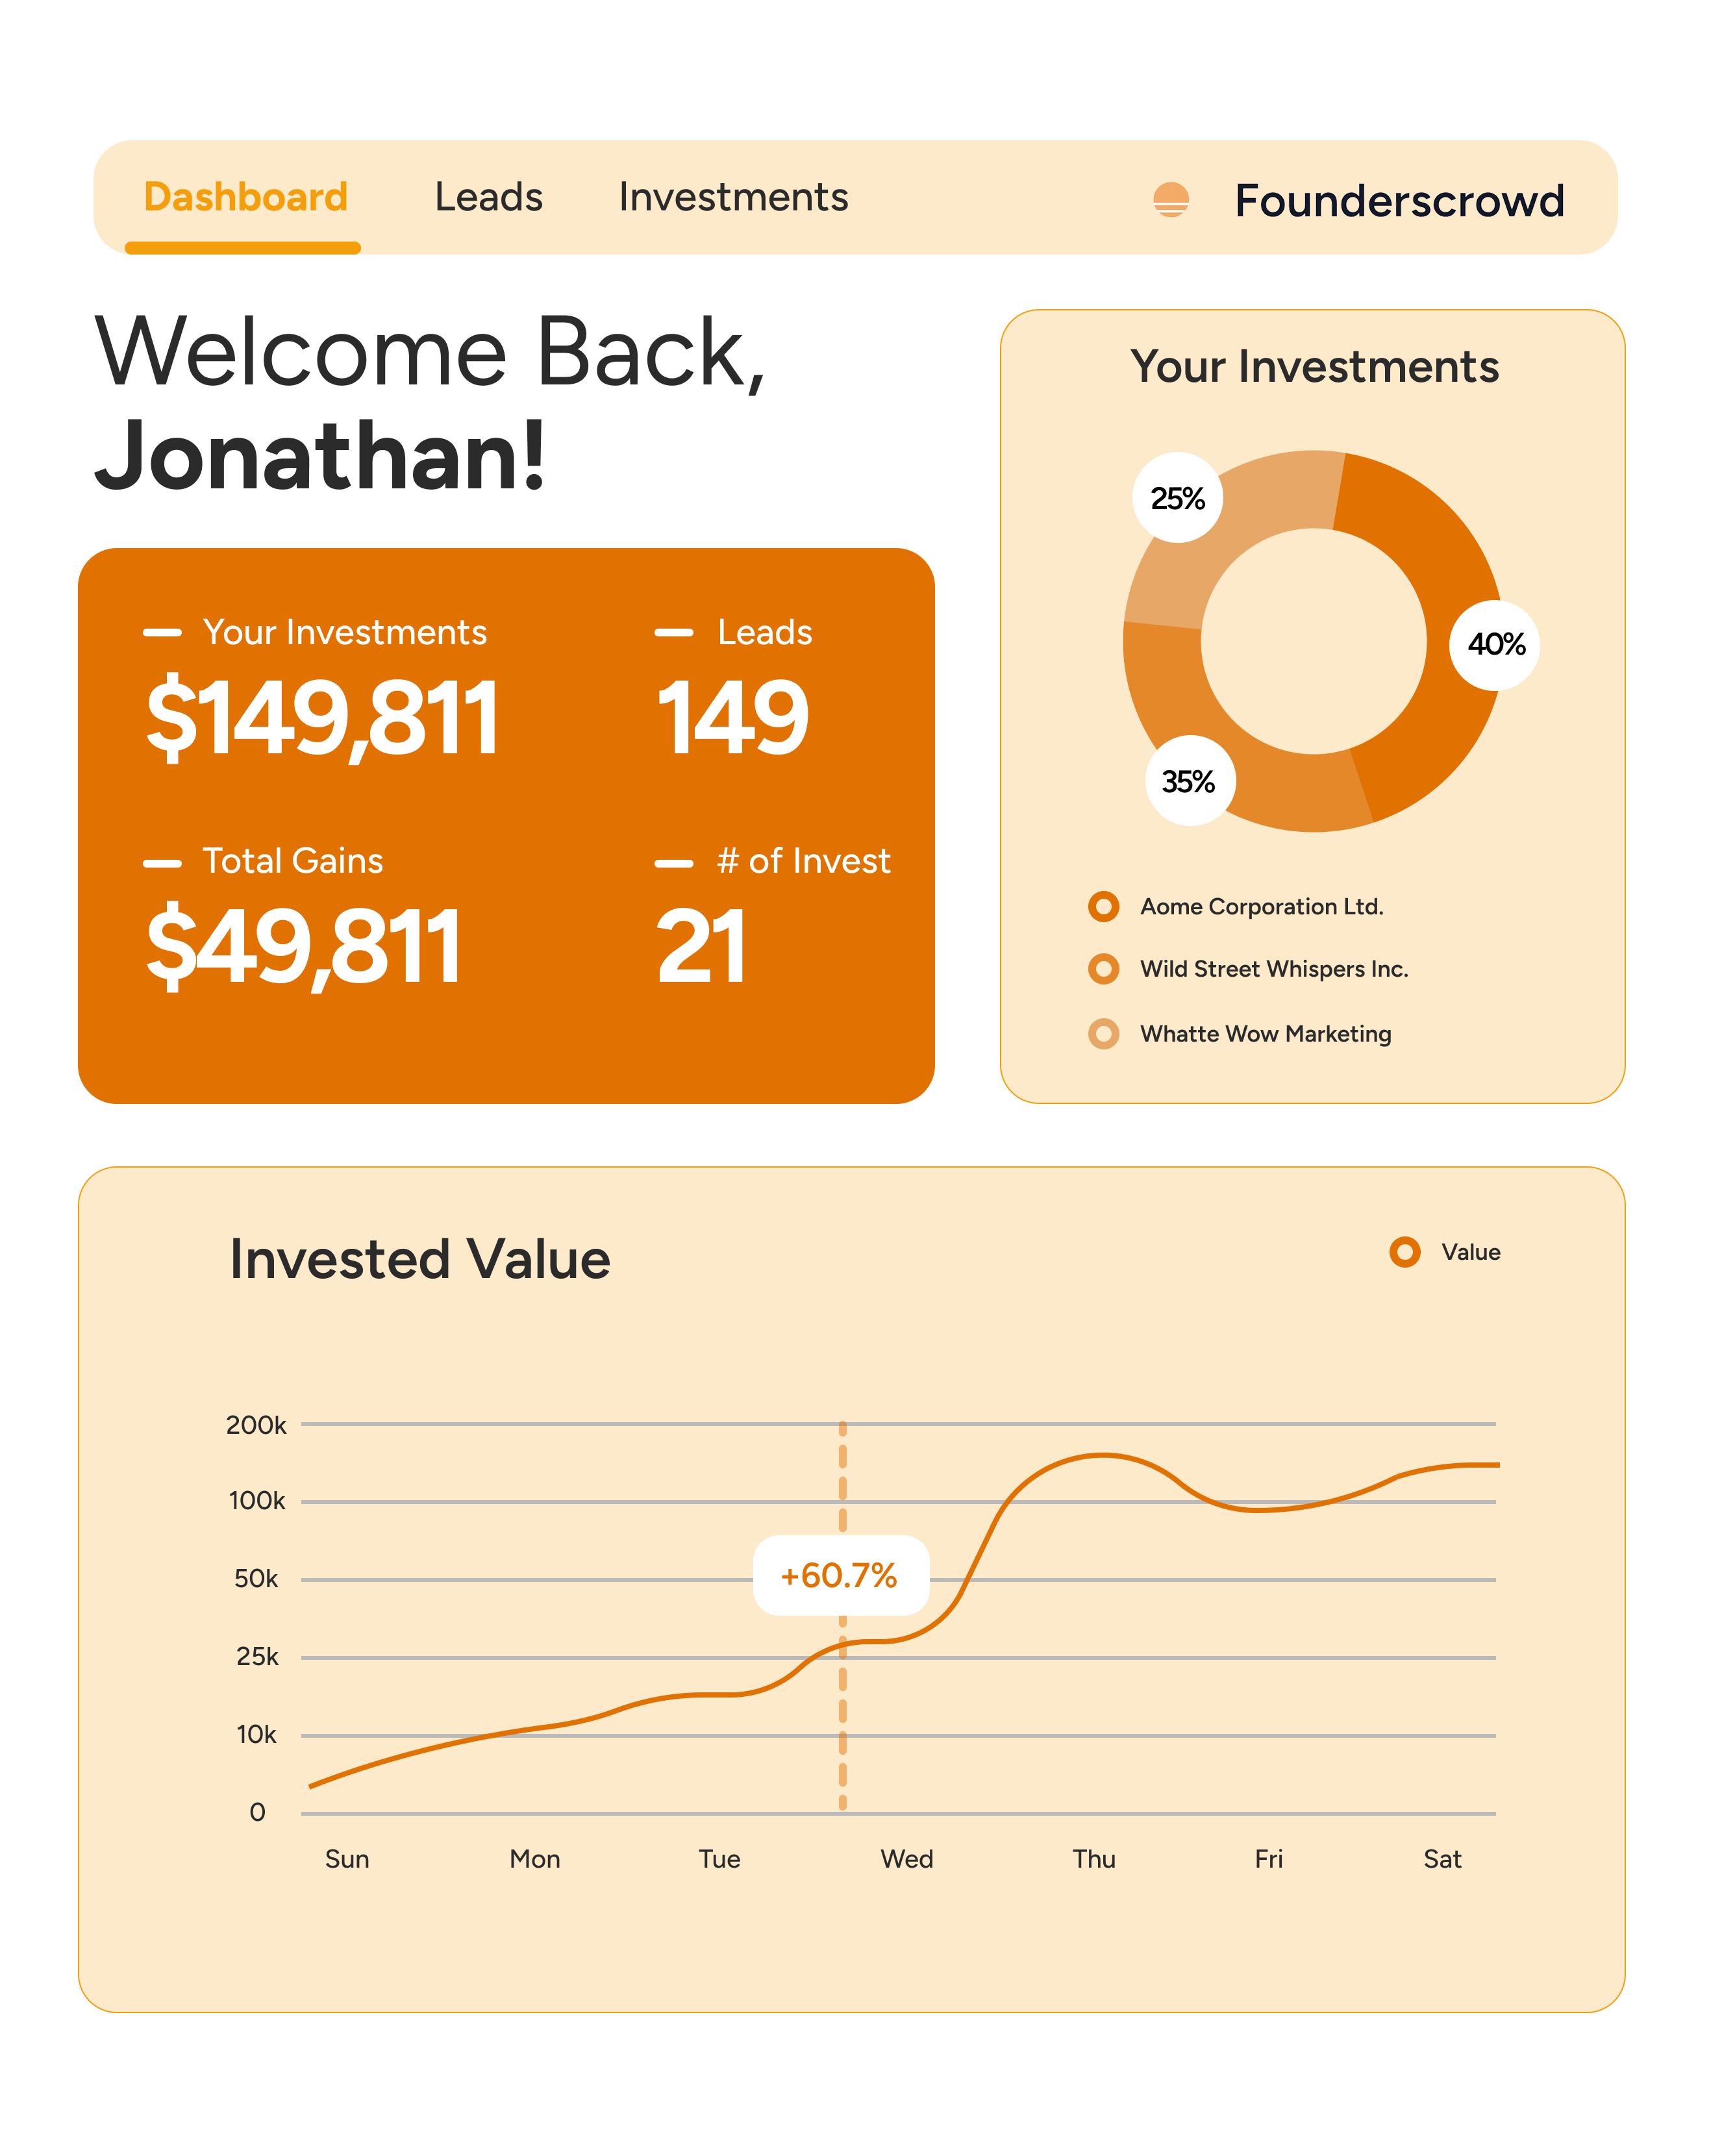 Dashboard Leads Investments Founderscrowd
Welcome Back,
Jonathan!
Your Investments
$149,811
Leads
149
Total Gains
$49,811
# of Invest
21
Your Investments
25%
40%
35%
Aome Corporation Ltd.
Wild Street Whispers Inc.
Whatte Wow Marketing
Invested Value
Value
200k
100k
50k
25k
10k
0
+60.7%
Sun Mon Tue Wed Thu Fri Sat